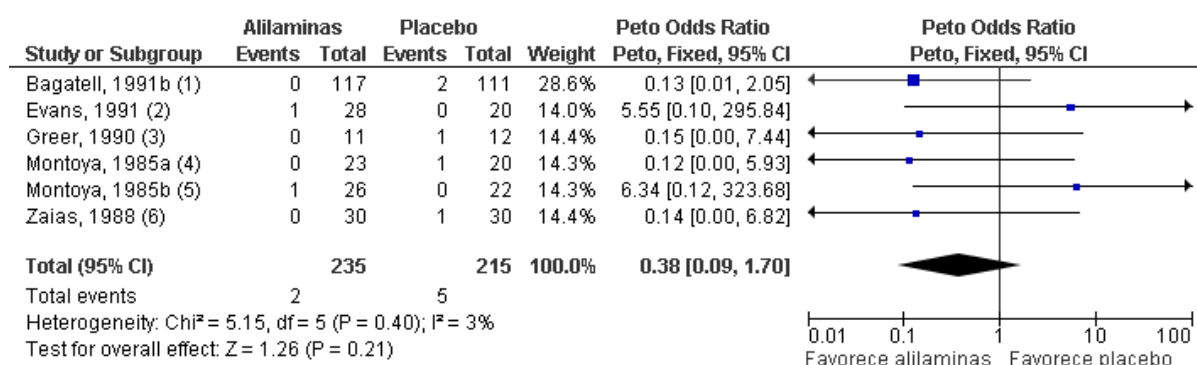 Alilaminas Placebo Peto Odds Ratio Peto Odds Ratio
Study or Subgroup Events Total Events Total Weight Peto, Fixed, 95% CI Peto, Fixed, 95% CI
Bagatell, 1991b (1) 0 117 2 111 28.6% 0.13 [0.01, 2.05]
Evans, 1991 (2) 1 28 0 20 14.0% 5.55 [0.10, 295.84]
Greer, 1990 (3) 0 11 1 12 14.4% 0.15 [0.00, 7.44]
Montoya, 1985a (4) 0 23 1 20 14.3% 0.12 [0.00, 5.93]
Montoya, 1985b (5) 1 26 0 22 14.3% 6.34 [0.12, 323.68]
Zaias, 1988 (6) 0 30 1 30 14.4% 0.14 [0.00, 6.82]
Total (95% CI) 235 215 100.0% 0.38 [0.09, 1.70]
Total events 2 5
Heterogeneity: Chi² = 5.15, df = 5 (P = 0.40); I² = 3%
Test for overall effect: Z = 1.26 (P = 0.21)
0.01 0.1 1 10 100
Favorece alilaminas Favorece placebo